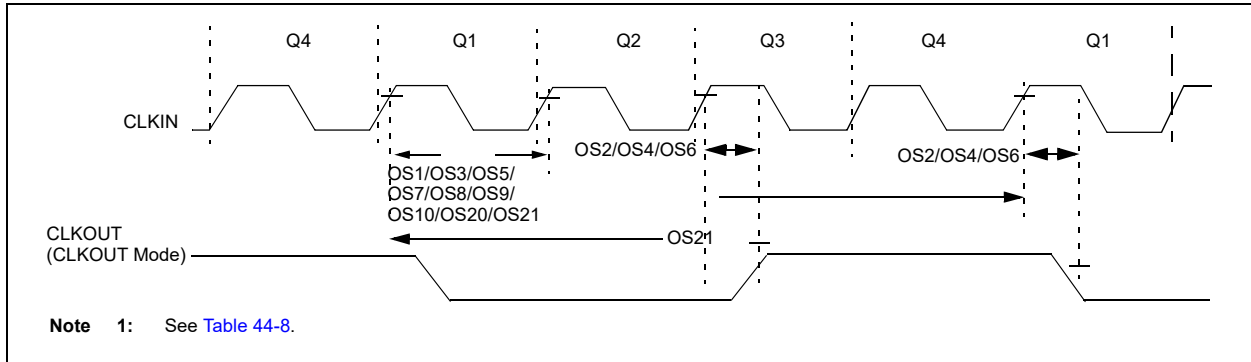 Q4 Q1 Q2 Q3 Q4 Q1
CLKIN
OS2/OS4/OS6 OS2/OS4/OS6
OS1/OS3/OS5/
OS7/OS8/OS9/
OS10/OS20/OS21
CLKOUT
(CLKOUT Mode)
OS21
Note 1: See Table 44-8.